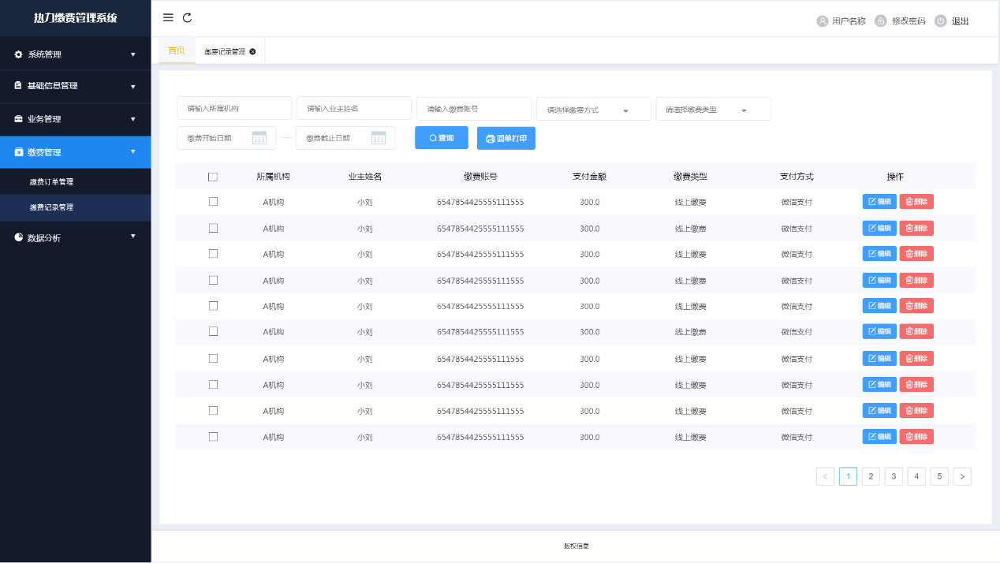 热力缴费管理系统
用户名称 修改密码 退出
系统管理
基础信息管理
业务管理
缴费管理
缴费订单管理
缴费记录管理
数据分析
首页 缴费记录管理
请输入所属机构 请输入业主姓名 请输入缴费账号 请选择缴费方式 请选择缴费类型
缴费开始日期 — 缴费截止日期 查询 回单打印
所属机构 业主姓名 缴费账号 支付金额 缴费类型 支付方式 操作
A机构 小刘 6547854425555111555 300.0 线上缴费 微信支付 编辑 删除
A机构 小刘 6547854425555111555 300.0 线上缴费 微信支付 编辑 删除
A机构 小刘 6547854425555111555 300.0 线上缴费 微信支付 编辑 删除
A机构 小刘 6547854425555111555 300.0 线上缴费 微信支付 编辑 删除
A机构 小刘 6547854425555111555 300.0 线上缴费 微信支付 编辑 删除
A机构 小刘 6547854425555111555 300.0 线上缴费 微信支付 编辑 删除
A机构 小刘 6547854425555111555 300.0 线上缴费 微信支付 编辑 删除
A机构 小刘 6547854425555111555 300.0 线上缴费 微信支付 编辑 删除
A机构 小刘 6547854425555111555 300.0 线上缴费 微信支付 编辑 删除
A机构 小刘 6547854425555111555 300.0 线上缴费 微信支付 编辑 删除
< 1 2 3 4 5 >
版权信息